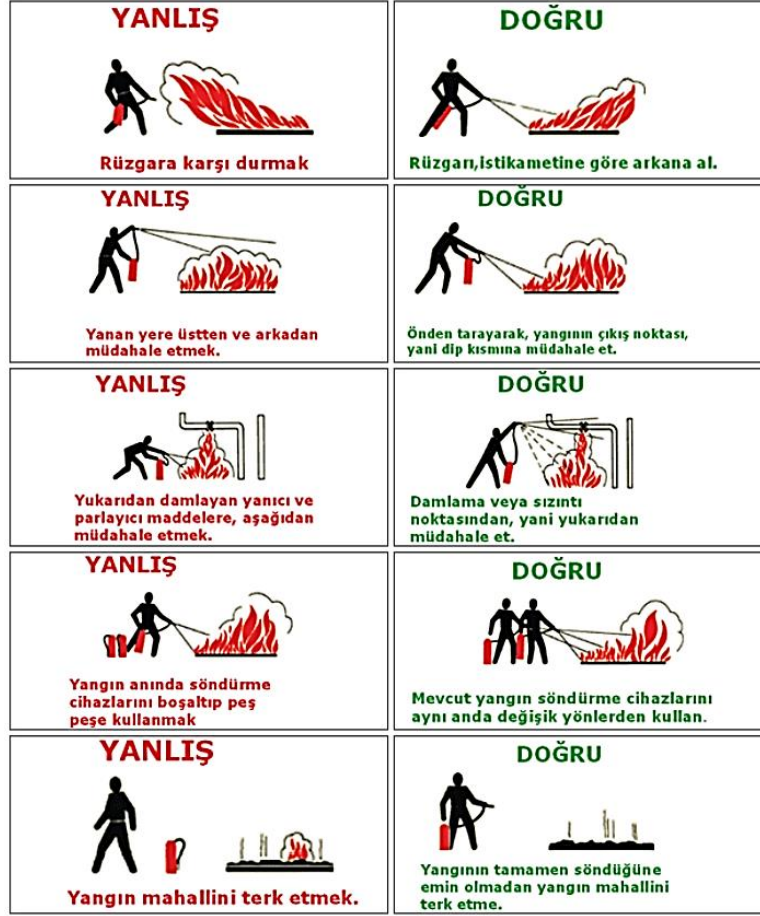 YANLIŞ
DOĞRU
Rüzgara karşı durmak
Rüzgarı,istikametine göre arkana al.
YANLIŞ
DOĞRU
Yanan yere üstten ve arkadan
müdahale etmek.
Önden tarayarak, yangının çıkış noktası,
yani dip kısmına müdahale et.
YANLIŞ
DOĞRU
Yukarıdan damlayan yanıcı ve
parlayıcı maddelere, aşağıdan
müdahale etmek.
Damlama veya sızıntı
noktasından, yani yukarıdan
müdahale et.
YANLIŞ
DOĞRU
Yangın anında söndürme
cihazlarını boşaltıp peş
peşe kullanmak
Mevcut yangın söndürme cihazlarını
aynı anda değişik yönlerden kullan.
YANLIŞ
DOĞRU
Yangın mahallini terk etmek.
Yangının tamamen söndüğüne
emin olmadan yangın mahallini
terk etme.